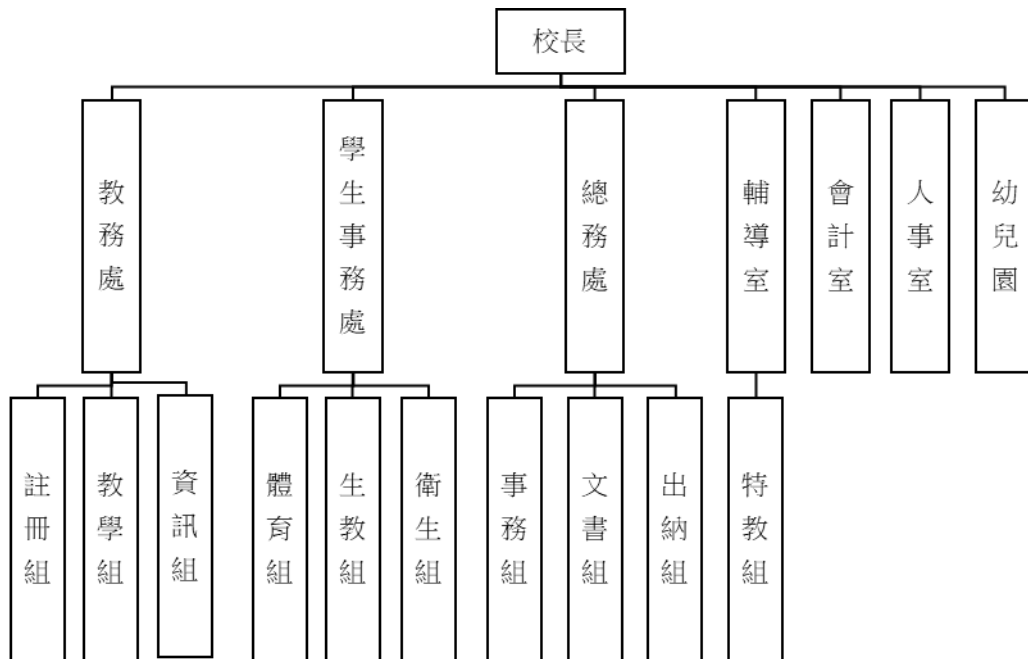 校長
教務處
學生事務處
總務處
輔導室
會計室
人事室
幼兒園
註冊組
教學組
資訊組
體育組
生教組
衛生組
事務組
文書組
出納組
特教組